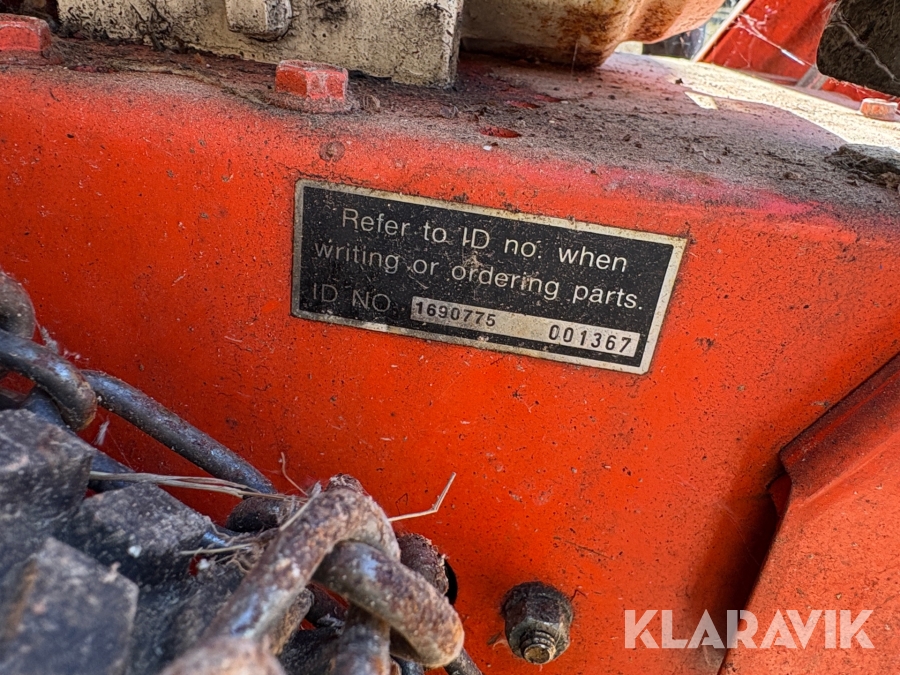 Refer to ID no. when
writing or ordering parts.
ID NO. 1690775 001367
KLARAVIK